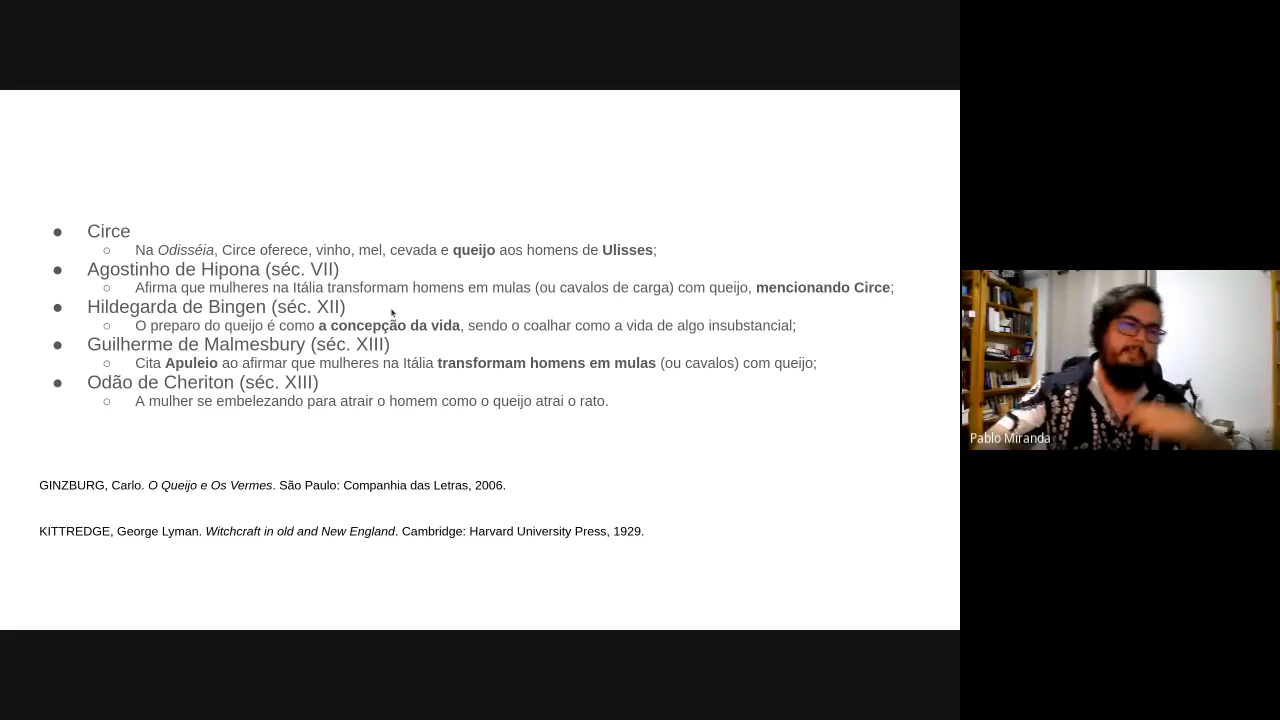 ● Circe
○ Na Odisséia, Circe oferece, vinho, mel, cevada e queijo aos homens de Ulisses;
● Agostinho de Hipona (séc. VII)
○ Afirma que mulheres na Itália transformam homens em mulas (ou cavalos de carga) com queijo, mencionando Circe;
● Hildegarda de Bingen (séc. XII)
○ O preparo do queijo é como a concepção da vida, sendo o coalhar como a vida de algo insubstancial;
● Guilherme de Malmesbury (séc. XIII)
○ Cita Apuleio ao afirmar que mulheres na Itália transformam homens em mulas (ou cavalos) com queijo;
● Odão de Cheriton (séc. XIII)
○ A mulher se embelezando para atrair o homem como o queijo atrai o rato.
GINZBURG, Carlo. O Queijo e Os Vermes. São Paulo: Companhia das Letras, 2006.
KITTREDGE, George Lyman. Witchcraft in old and New England. Cambridge: Harvard University Press, 1929.
Pablo Miranda